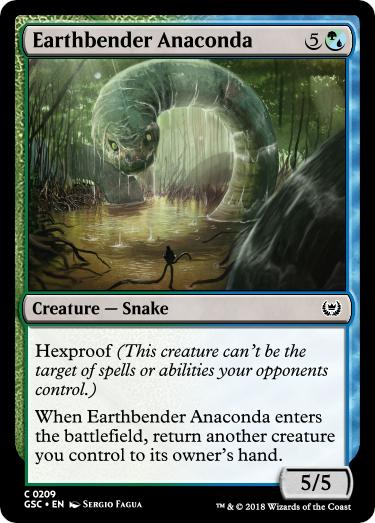 Earthbender Anaconda 5
Creature — Snake
Hexproof (This creature can't be the
target of spells or abilities your opponents
control.)
When Earthbender Anaconda enters
the battlefield, return another creature
you control to its owner's hand.
5/5
C 0209
GSC • EN Sergio Fagua
™ & © 2018 Wizards of the Coast